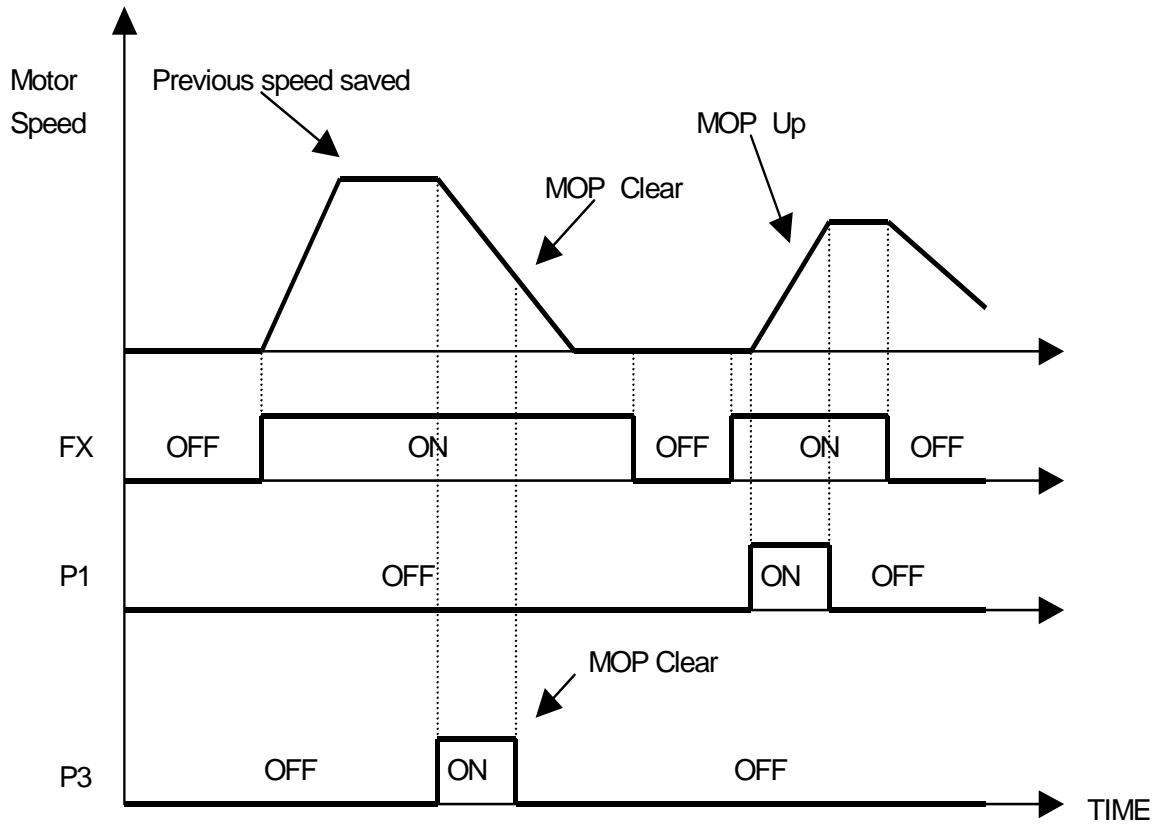 Motor
Speed
Previous speed saved
MOP Up
MOP Clear
FX OFF ON OFF ON OFF
P1 OFF ON OFF
MOP Clear
P3 OFF ON OFF
TIME